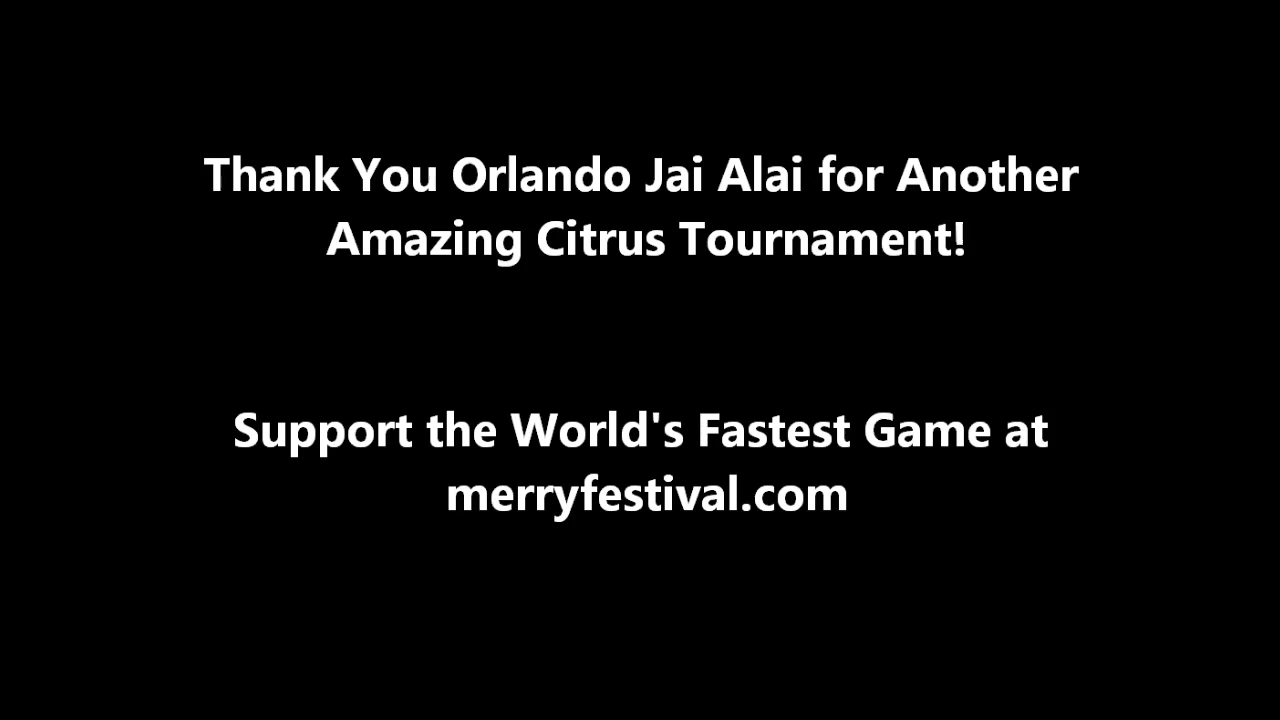 Thank You Orlando Jai Alai for Another
Amazing Citrus Tournament!
Support the World's Fastest Game at
merryfestival.com